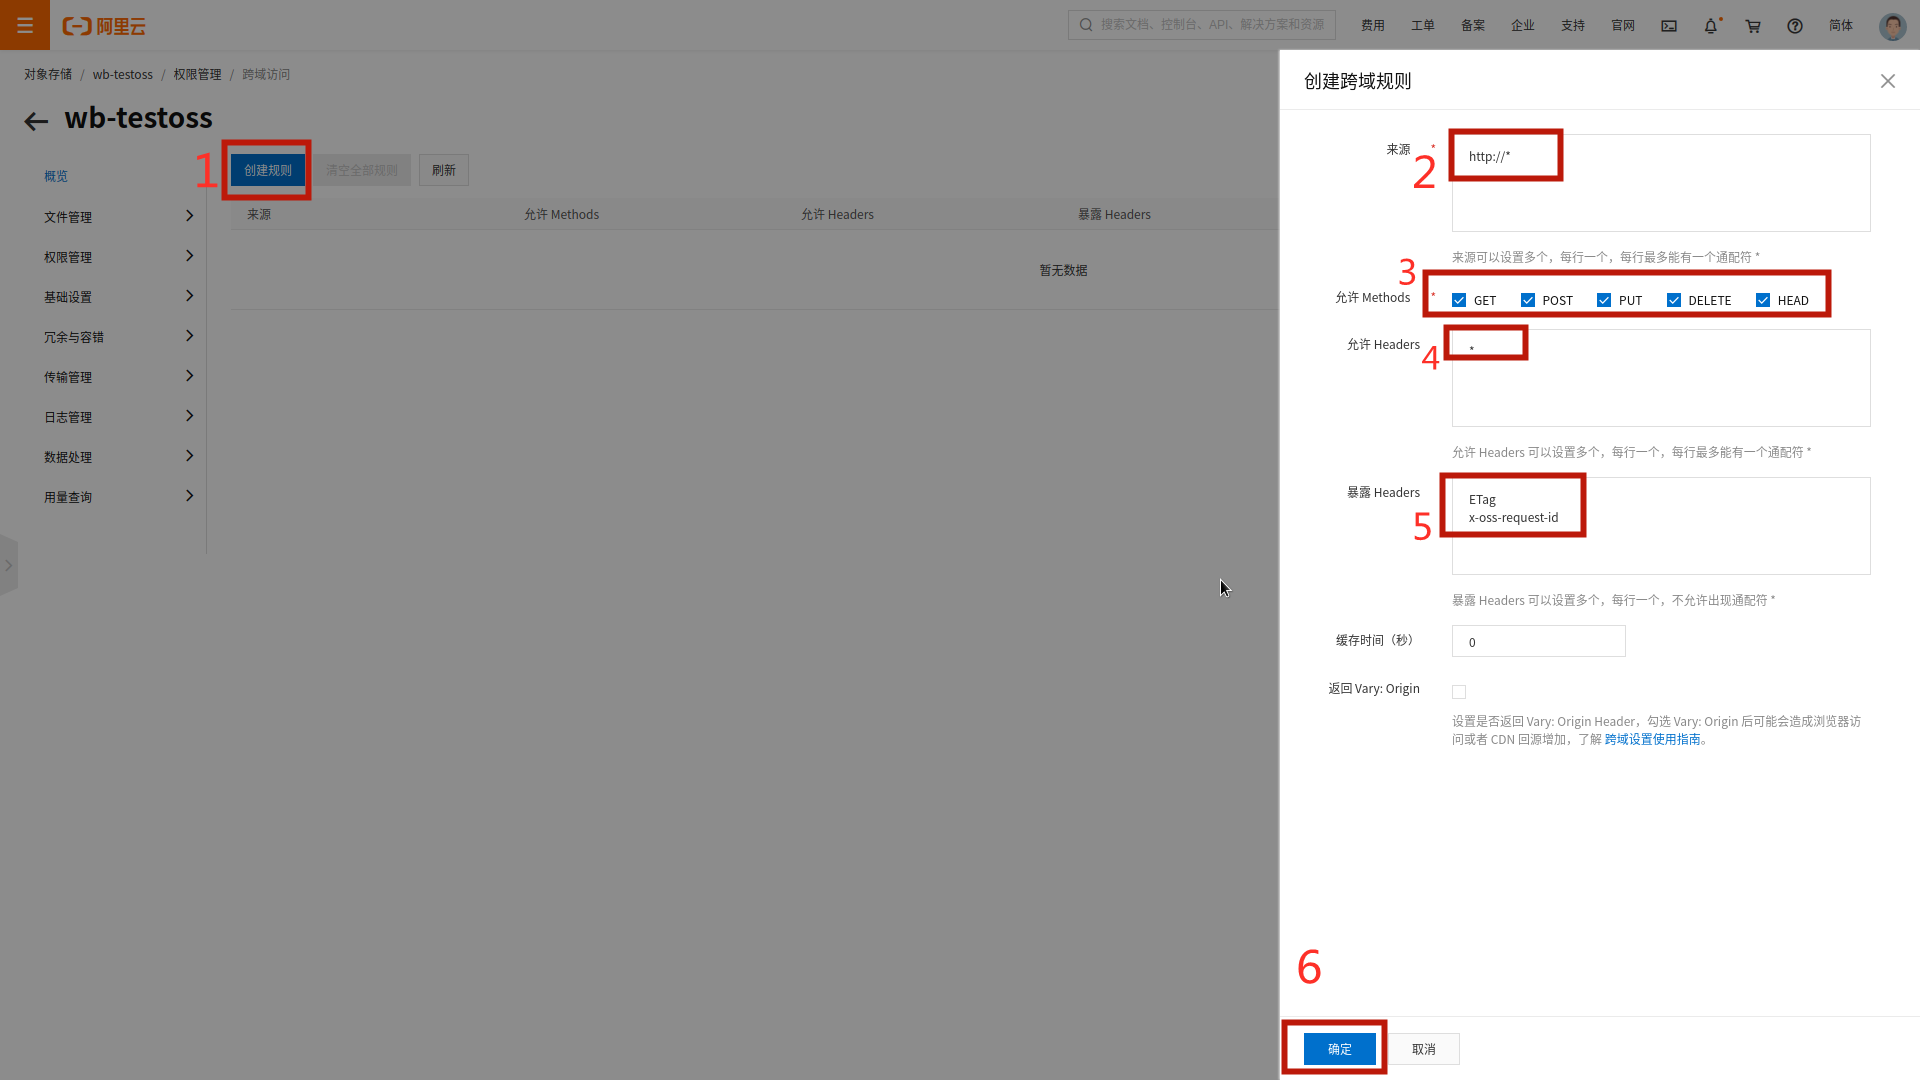 阿里云
搜索文档、控制台、API、解决方案和资源
费用
工单
备案
企业
支持
官网
简体
对象存储 / wb-testoss / 权限管理 / 跨域访问
wb-testoss
概览
文件管理
权限管理
基础设置
冗余与容错
传输管理
日志管理
数据处理
用量查询
1
创建规则
清空全部规则
刷新
来源
允许 Methods
允许 Headers
暴露 Headers
暂无数据
创建跨域规则
来源 *
2
http://*
来源可以设置多个，每行一个，每行最多能有一个通配符 *
3
允许 Methods *
GET
POST
PUT
DELETE
HEAD
允许 Headers
4
*
允许 Headers 可以设置多个，每行一个，每行最多能有一个通配符 *
暴露 Headers
5
ETag
x-oss-request-id
暴露 Headers 可以设置多个，每行一个，不允许出现通配符 *
缓存时间（秒）
0
返回 Vary: Origin
设置是否返回 Vary: Origin Header，勾选 Vary: Origin 后可能会造成浏览器访
问或者 CDN 回源增加，了解 跨域设置使用指南。
6
确定
取消